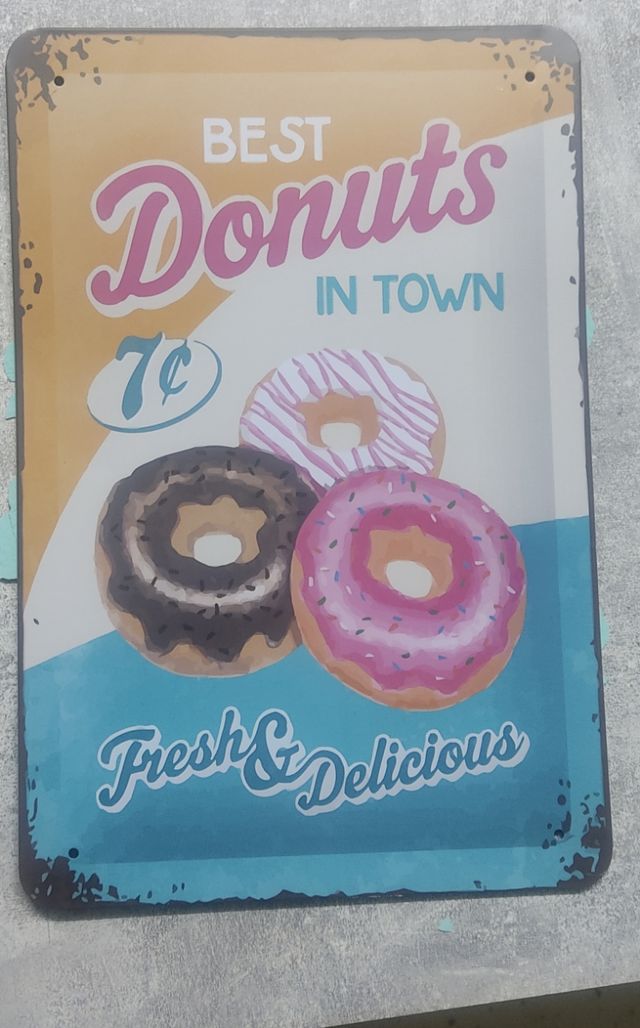 BEST
Donuts
IN TOWN
7¢
Fresh & Delicious